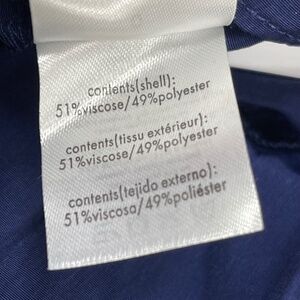 contents(shell):
51%viscose/49%polyester
contents(tissu extérieur):
51%viscose/49%polyester
contents(tejido externo):
51%viscosa/49%poliéster